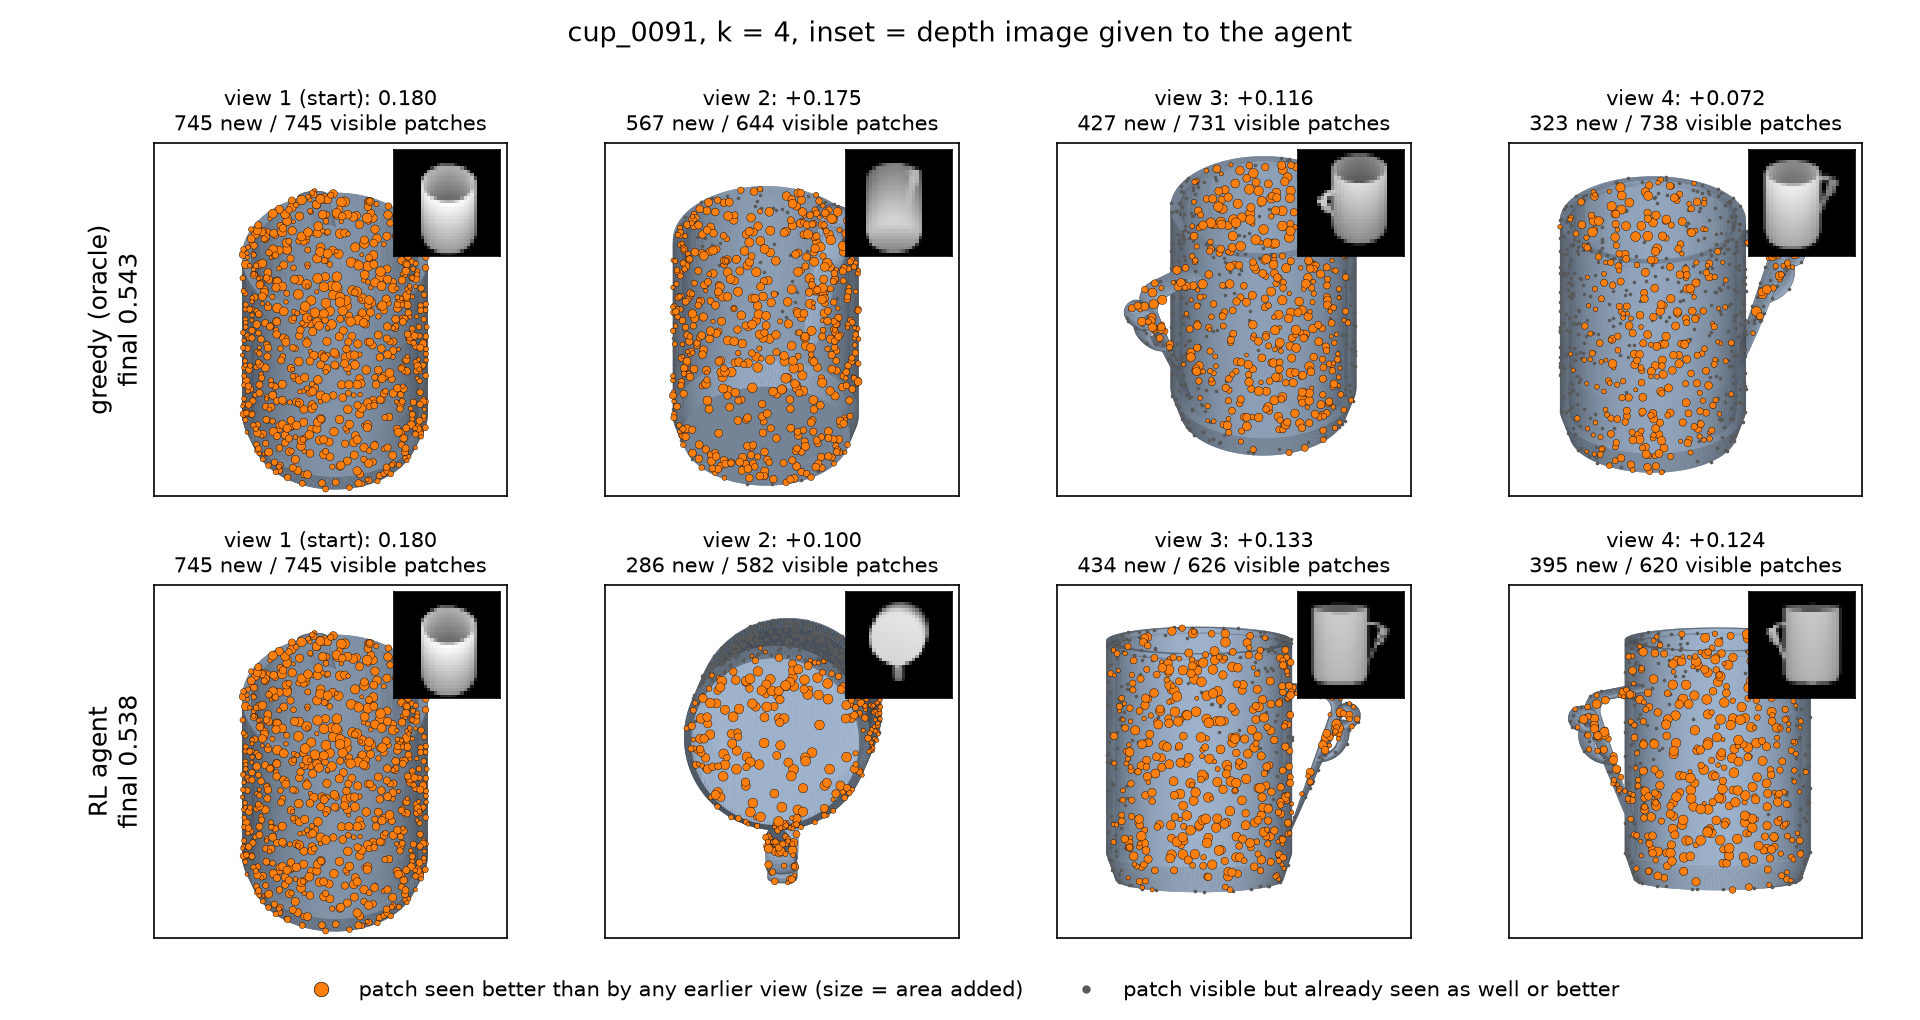 cup_0091, k = 4, inset = depth image given to the agent
view 1 (start): 0.180
745 new / 745 visible patches
view 2: +0.175
567 new / 644 visible patches
view 3: +0.116
427 new / 731 visible patches
view 4: +0.072
323 new / 738 visible patches
greedy (oracle)
final 0.543
view 1 (start): 0.180
745 new / 745 visible patches
view 2: +0.100
286 new / 582 visible patches
view 3: +0.133
434 new / 626 visible patches
view 4: +0.124
395 new / 620 visible patches
RL agent
final 0.538
patch seen better than by any earlier view (size = area added)
patch visible but already seen as well or better